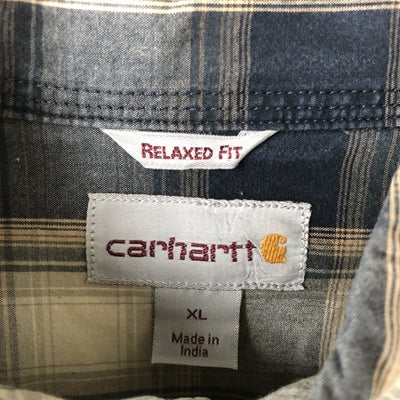 RELAXED FIT
carhartt
XL
Made in
India